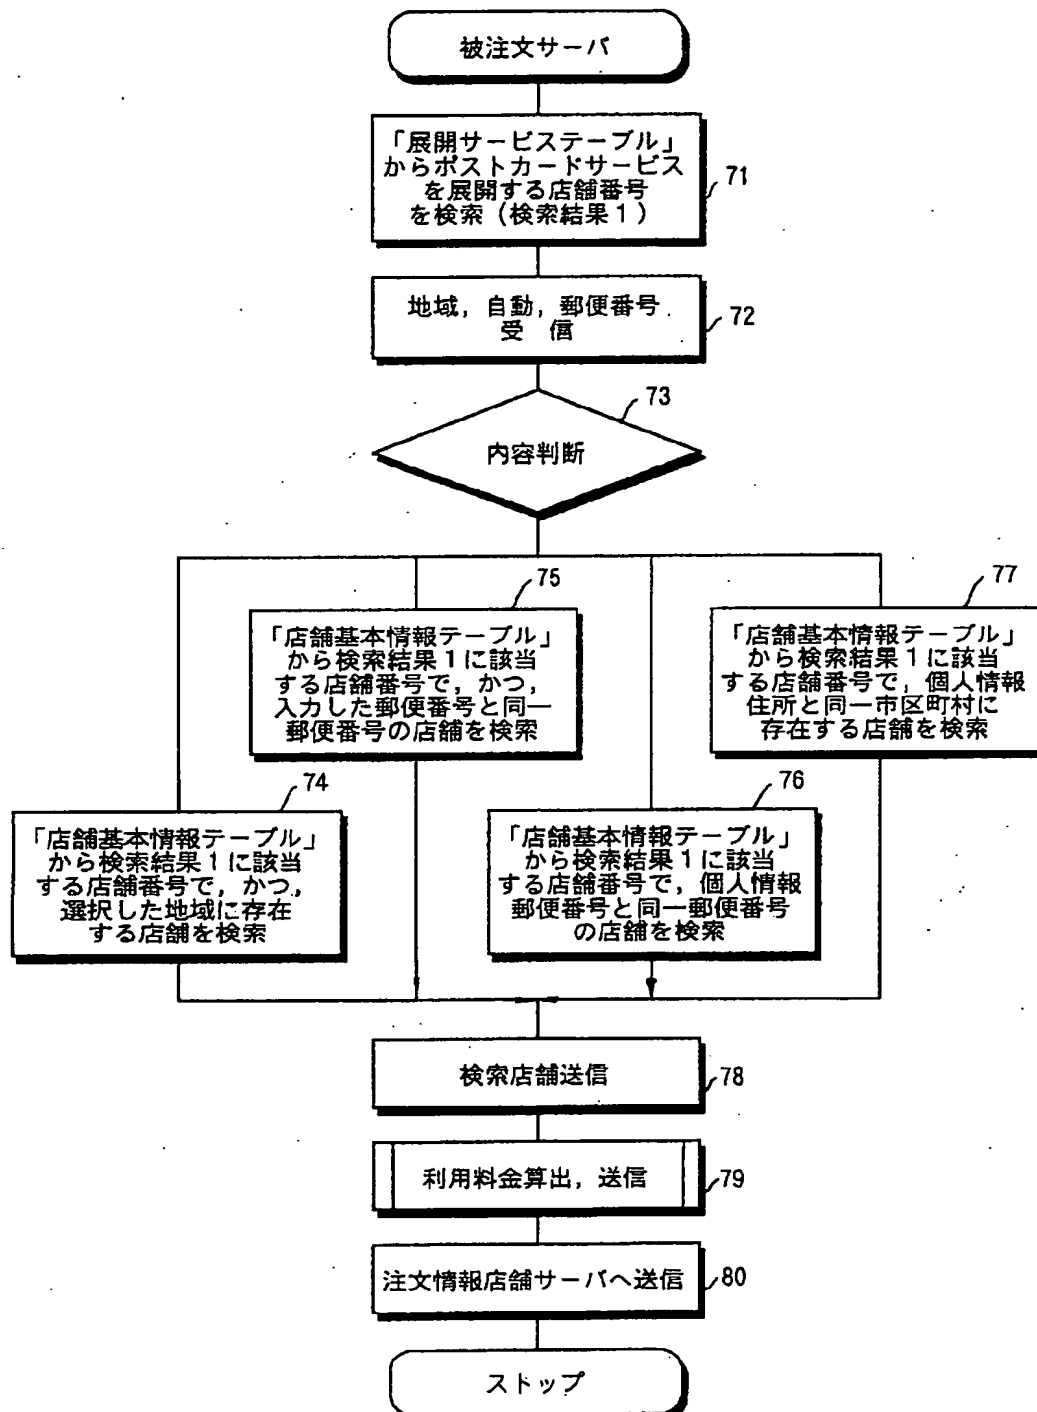 被注文サーバ
「展開サービステーブル」
からポストカードサービス
を展開する店舗番号
を検索（検索結果１）
71
地域，自動，郵便番号
受　信
72
73
内容判断
75
「店舗基本情報テーブル」
から検索結果１に該当
する店舗番号で，かつ，
入力した郵便番号と同一
郵便番号の店舗を検索
77
「店舗基本情報テーブル」
から検索結果１に該当
する店舗番号で，個人情報
住所と同一市区町村に
存在する店舗を検索
74
「店舗基本情報テーブル」
から検索結果１に該当
する店舗番号で，かつ，
選択した地域に存在
する店舗を検索
76
「店舗基本情報テーブル」
から検索結果１に該当
する店舗番号で，個人情報
郵便番号と同一郵便番号
の店舗を検索
検索店舗送信
78
利用料金算出，送信
79
注文情報店舗サーバへ送信
80
ストップ